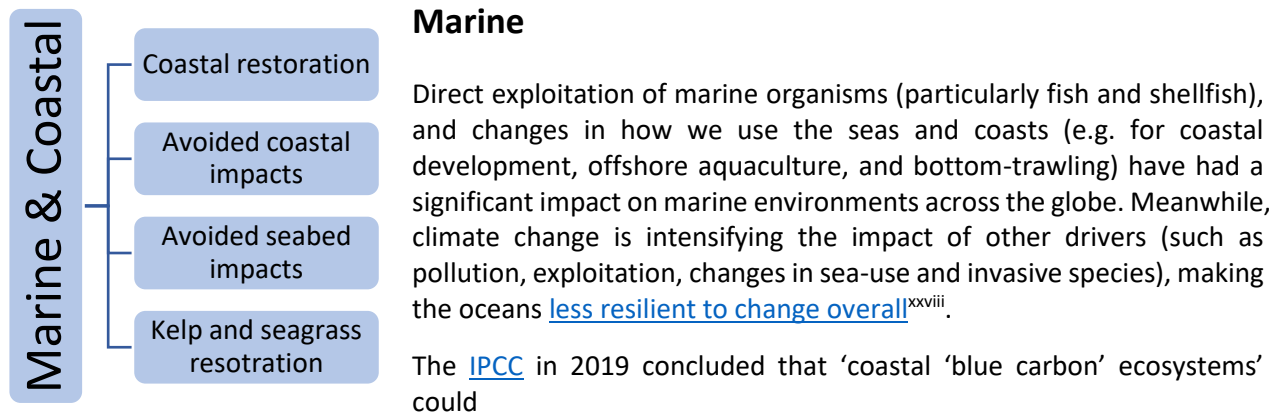 Marine & Coastal
Coastal restoration
Avoided coastal
impacts
Avoided seabed
impacts
Kelp and seagrass
resotration
Marine
Direct exploitation of marine organisms (particularly fish and shellfish),
and changes in how we use the seas and coasts (e.g. for coastal
development, offshore aquaculture, and bottom-trawling) have had a
significant impact on marine environments across the globe. Meanwhile,
climate change is intensifying the impact of other drivers (such as
pollution, exploitation, changes in sea-use and invasive species), making
the oceans less resilient to change overallxxviii.
The IPCC in 2019 concluded that ‘coastal ‘blue carbon’ ecosystems’
could